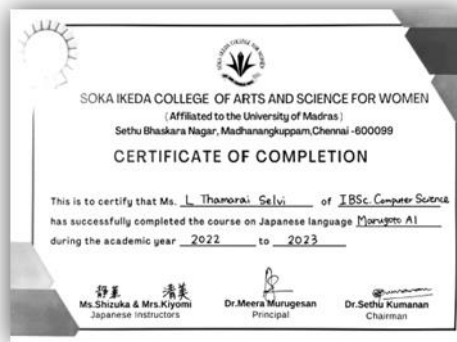 SOKA IKEDA COLLEGE OF ARTS AND SCIENCE FOR WOMEN
(Affiliated to the University of Madras)
Sethu Bhaskara Nagar, Madhanangkuppam,Chennai -600099
CERTIFICATE OF COMPLETION
This is to certify that Ms. L Thamarai Selvi of IBSc. Computer Science
has successfully completed the course on Japanese language Marugoto A1
during the academic year 2022 to 2023
清美
Ms.Shizuka & Mrs.Kiyomi Dr.Meera Murugesan Dr.Sethu Kumanan
Japanese Instructors Principal Chairman